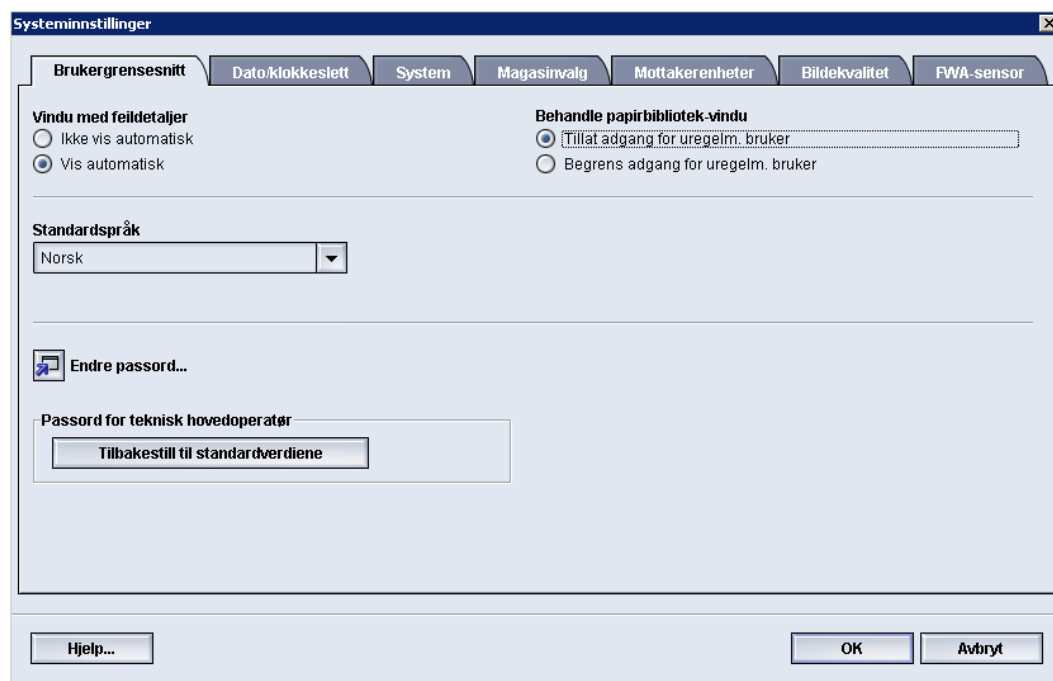 Systeminnstillinger
Brukergrensesnitt Dato/klokkeslett System Magasinvalg Mottakerenheter Bildekvalitet FWA-sensor
Vindu med feildetaljer
Ikke vis automatisk
Vis automatisk
Behandle papirbibliotek-vindu
Tillat adgang for uregelm. bruker
Begrens adgang for uregelm. bruker
Standardspråk
Norsk
Endre passord...
Passord for teknisk hovedoperatør
Tilbakestill til standardverdiene
Hjelp... OK Avbryt